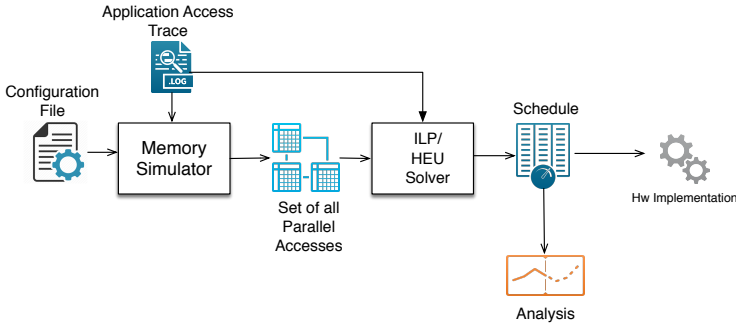 Application Access
Trace
.LOG
Configuration
File
Memory
Simulator
Set of all
Parallel
Accesses
ILP/
HEU
Solver
Schedule
Hw Implementation
Analysis